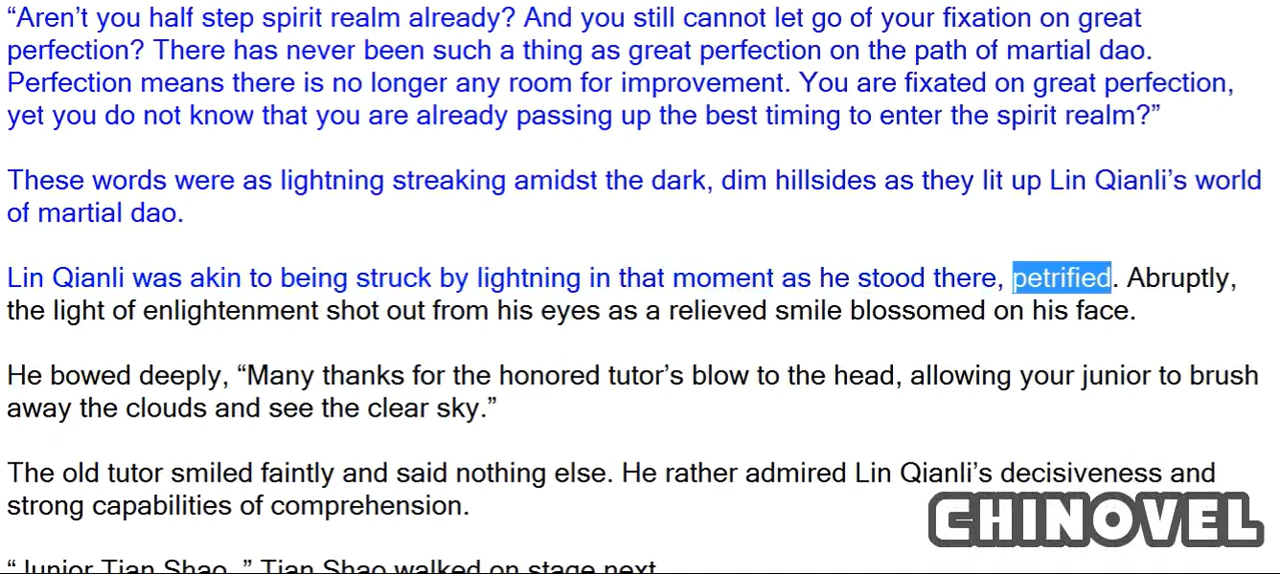 “Aren’t you half step spirit realm already? And you still cannot let go of your fixation on great
perfection? There has never been such a thing as great perfection on the path of martial dao.
Perfection means there is no longer any room for improvement. You are fixated on great perfection,
yet you do not know that you are already passing up the best timing to enter the spirit realm?”
These words were as lightning streaking amidst the dark, dim hillsides as they lit up Lin Qianli’s world
of martial dao.
Lin Qianli was akin to being struck by lightning in that moment as he stood there, petrified. Abruptly,
the light of enlightenment shot out from his eyes as a relieved smile blossomed on his face.
He bowed deeply, “Many thanks for the honored tutor’s blow to the head, allowing your junior to brush
away the clouds and see the clear sky.”
The old tutor smiled faintly and said nothing else. He rather admired Lin Qianli’s decisiveness and
strong capabilities of comprehension.
CHINOVEL
“Junior Tian Shao, ” Tian Shao walked on stage next